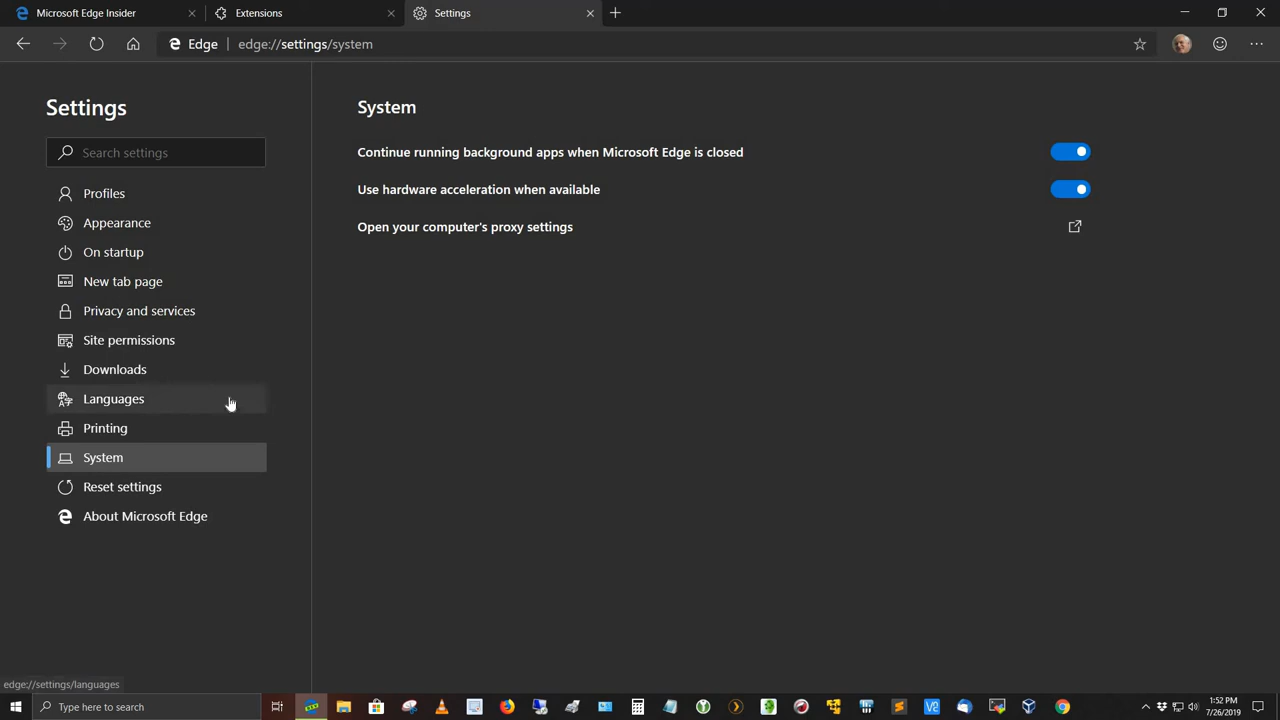 Microsoft Edge Insider
Extensions
Settings
Edge
edge://settings/system
Settings
Search settings
Profiles
Appearance
On startup
New tab page
Privacy and services
Site permissions
Downloads
Languages
Printing
System
Reset settings
About Microsoft Edge
System
Continue running background apps when Microsoft Edge is closed
Use hardware acceleration when available
Open your computer's proxy settings
edge://settings/languages
Type here to search
1:52 PM
7/26/2019